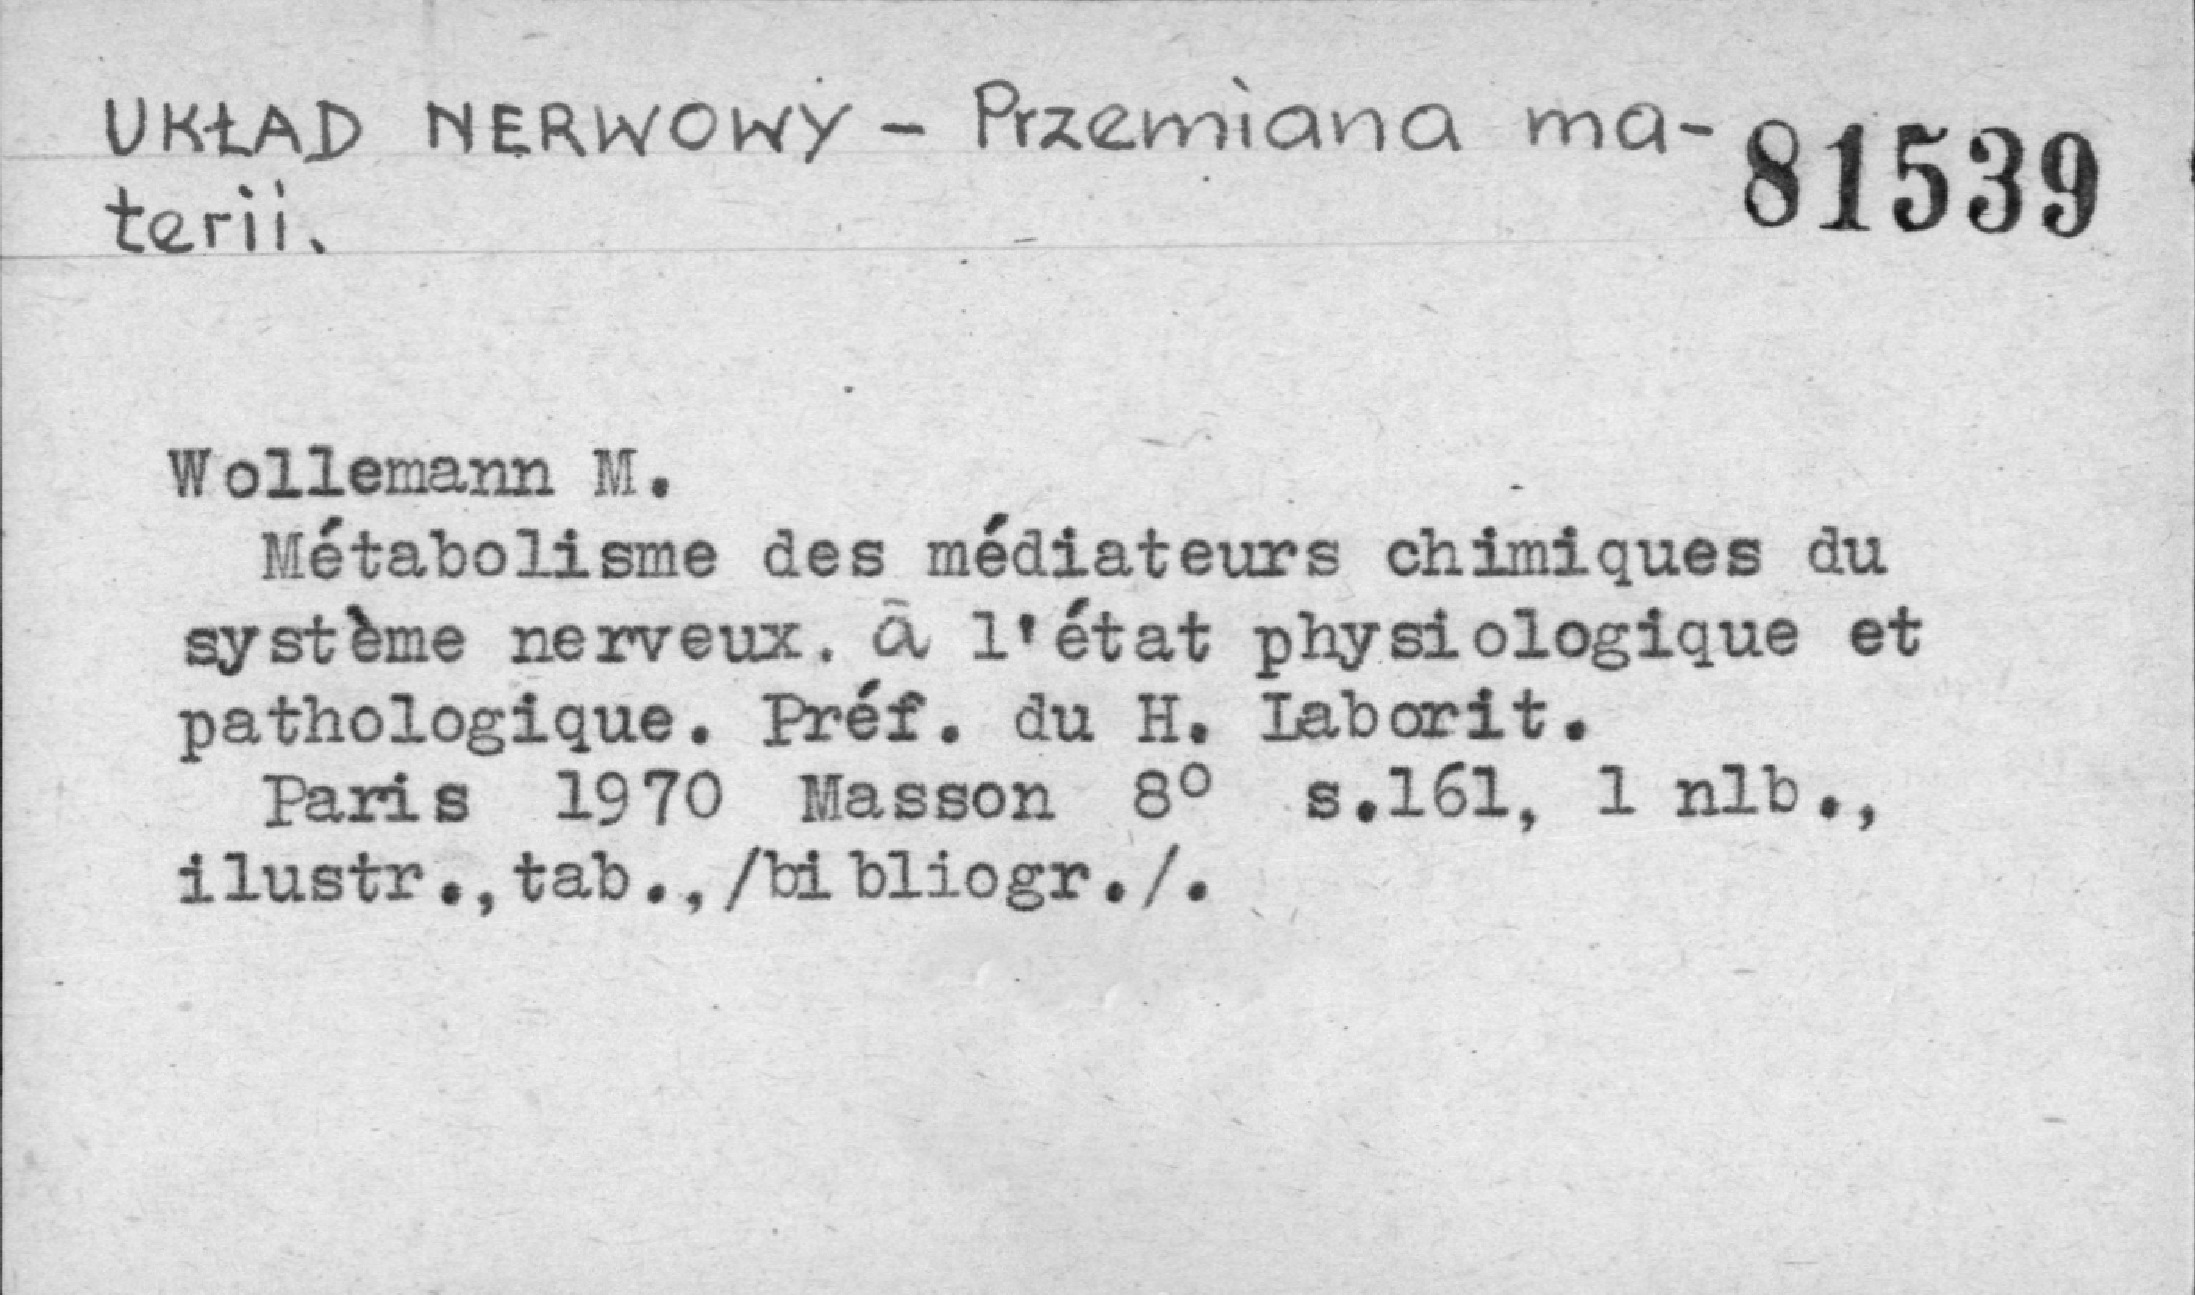 UKŁAD NERWOWY - Przemiana ma-
terii.
81539
Wollemann M.
Métabolisme des médiateurs chimiques du
système nerveux. à l'état physiologique et
pathologique. Préf. du H. Laborit.
Paris 1970 Masson 8° s.161, 1 nlb.,
ilustr.,tab.,/bibliogr./.